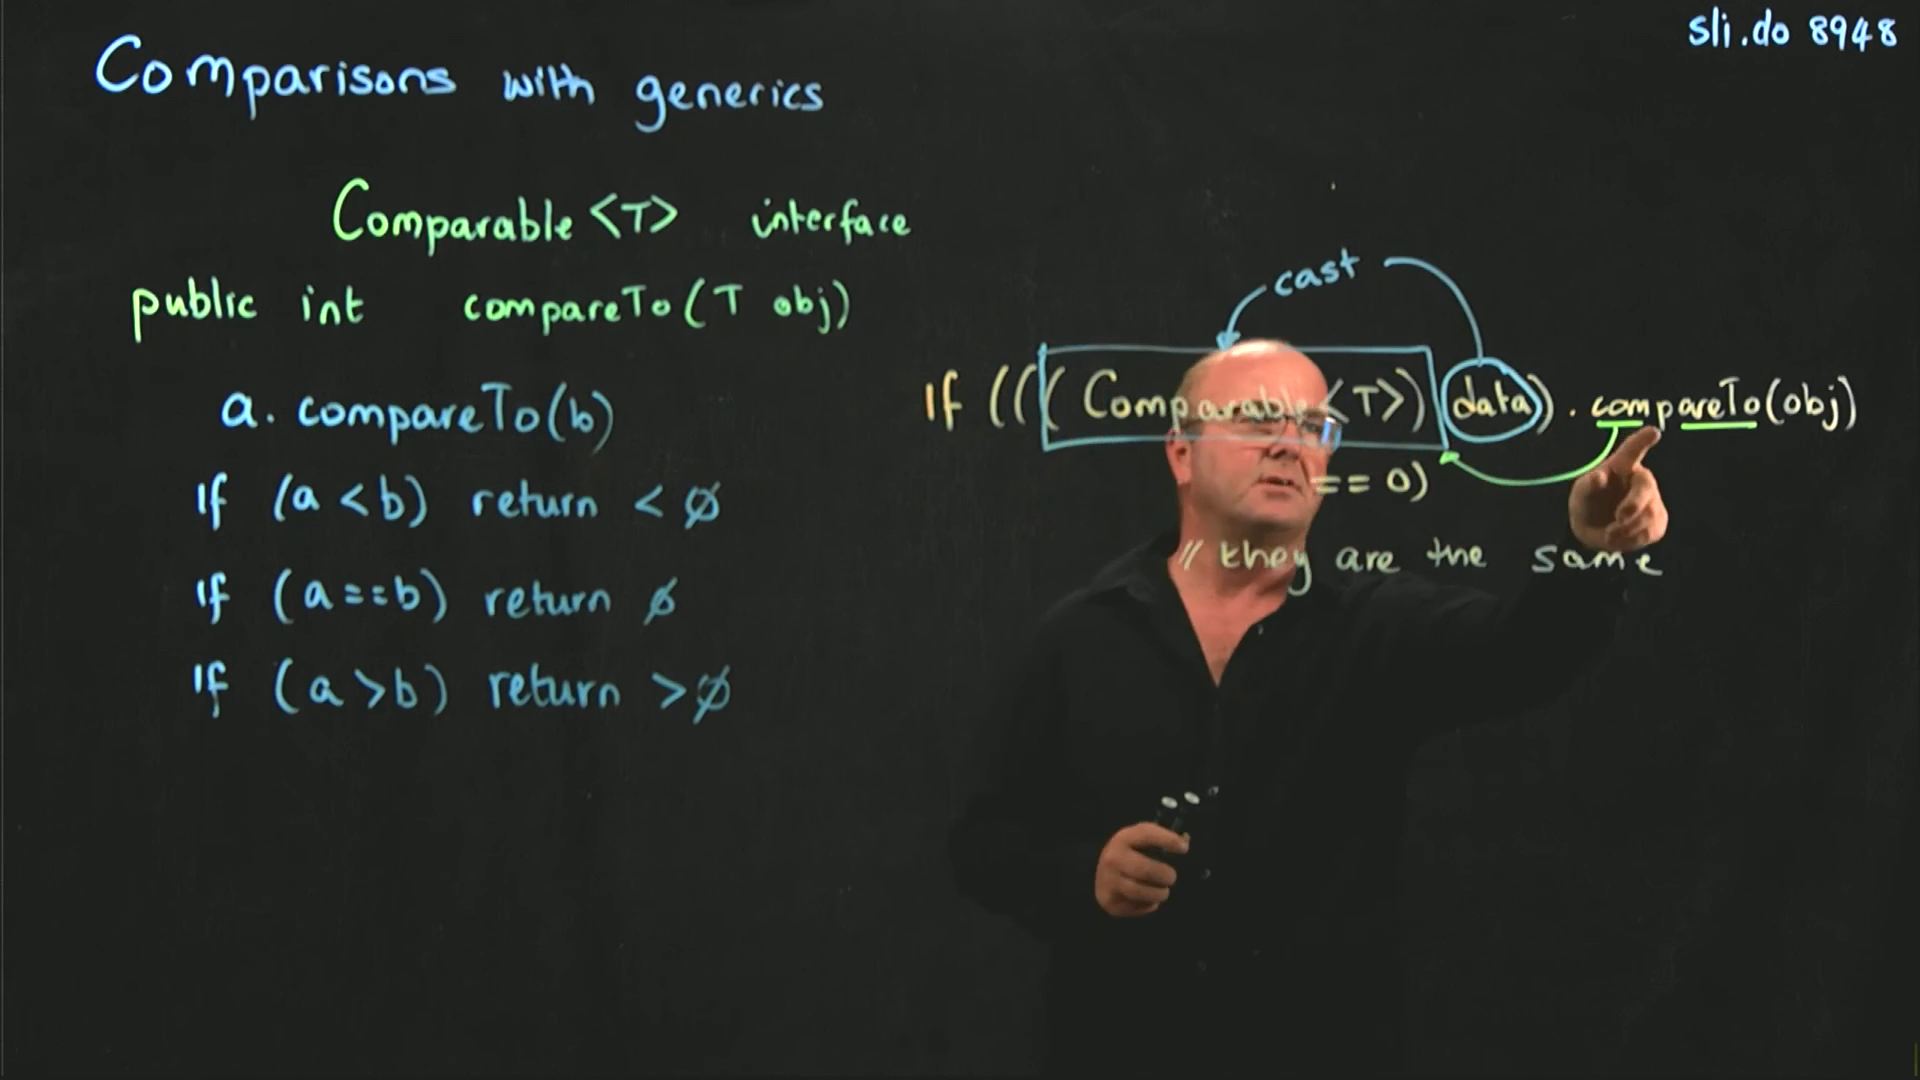 sli.do 8948
Comparisons with generics
Comparable <T> interface
public int compareTo(T obj)
a. compareTo(b)
If (a < b) return < Ø
If (a==b) return Ø
If (a>b) return >Ø
cast
If (((( Comparable <T>) data)) . compareTo(obj)
== 0)
// they are the same